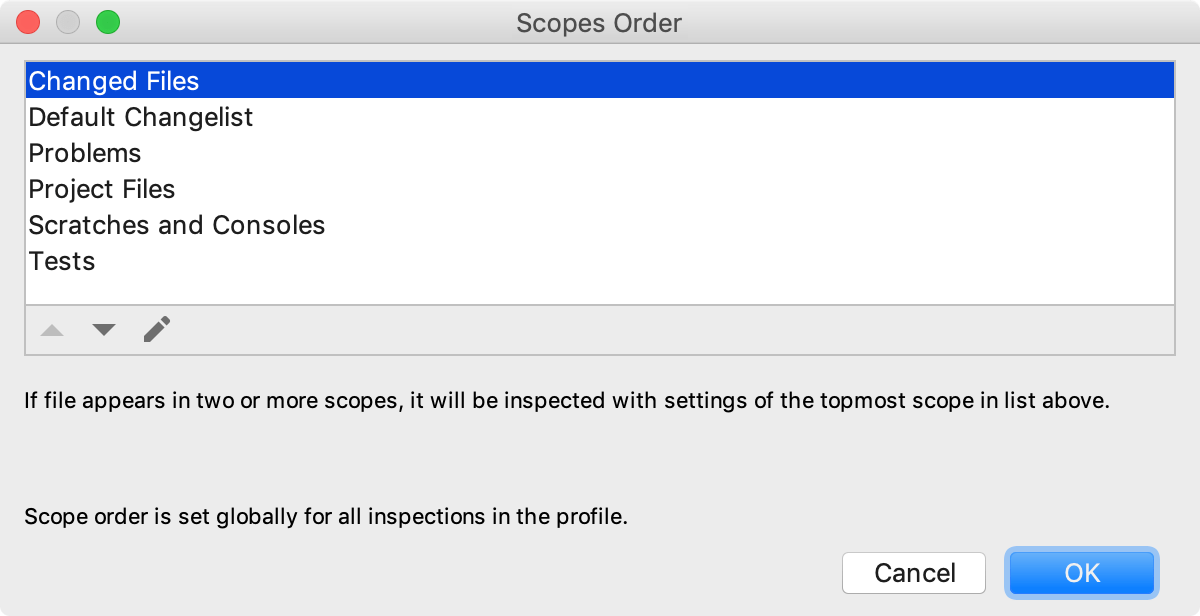 Scopes Order
Changed Files
Default Changelist
Problems
Project Files
Scratches and Consoles
Tests
If file appears in two or more scopes, it will be inspected with settings of the topmost scope in list above.
Scope order is set globally for all inspections in the profile.
Cancel
OK